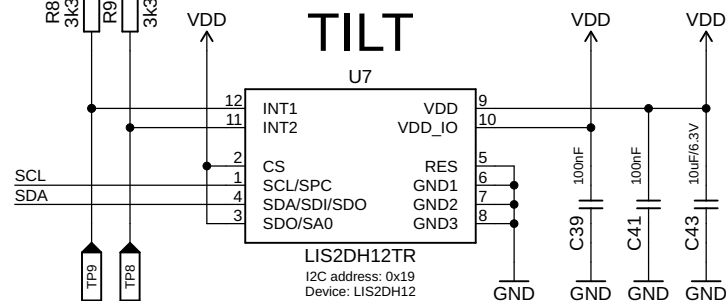 R8
3k3
R9
3k3
VDD
TILT
VDD
VDD
U7
12
INT1
VDD
9
11
INT2
VDD_IO
10
2
CS
RES
5
SCL
1
SCL/SPC
GND1
6
SDA
4
SDA/SDI/SDO
GND2
7
3
SDO/SA0
GND3
8
100nF
C39
100nF
C41
10uF/6.3V
C43
TP9
TP8
LIS2DH12TR
I2C address: 0x19
Device: LIS2DH12
GND
GND
GND
GND